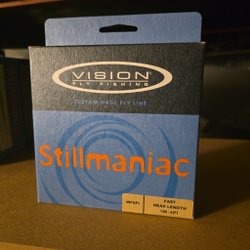 VISION
FLY FISHING
CUSTOM MADE FLY LINE
Stillmaniac
FAST
HEAD LENGTH